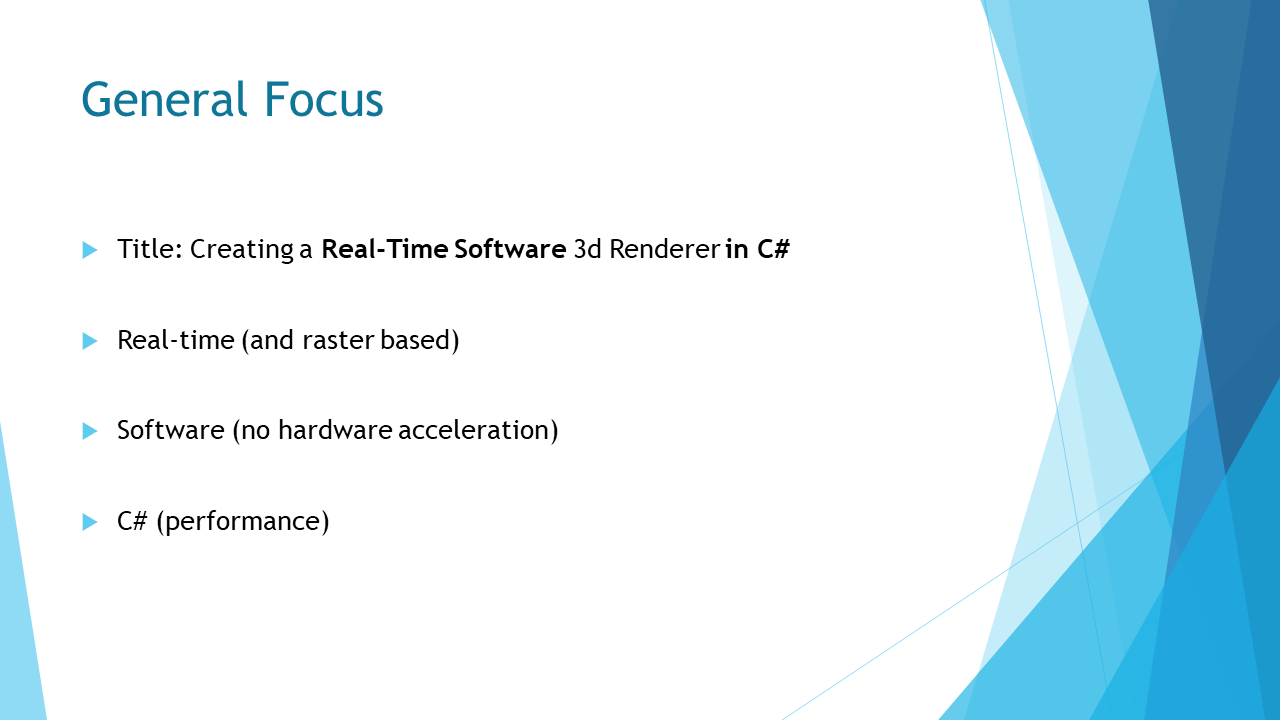 General Focus
Title: Creating a Real-Time Software 3d Renderer in C#
Real-time (and raster based)
Software (no hardware acceleration)
C# (performance)